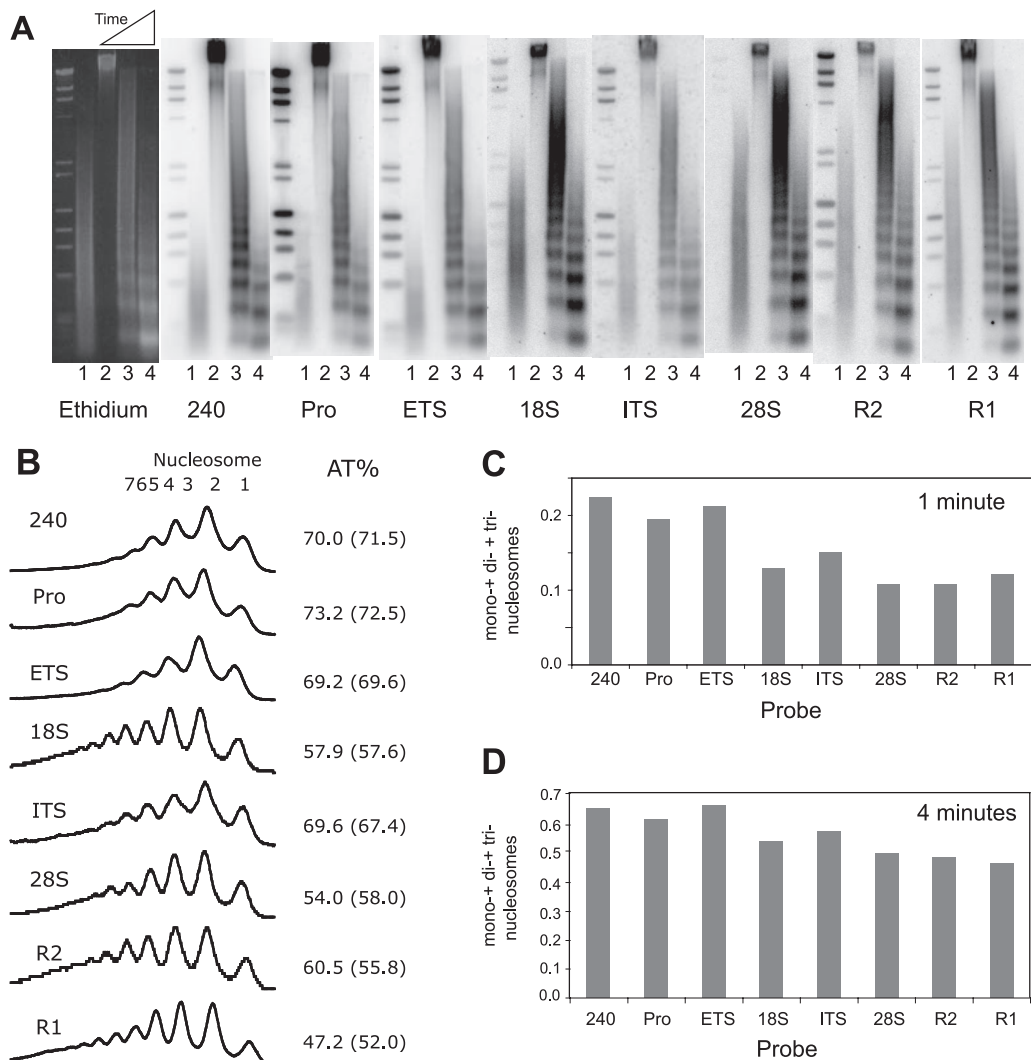 A
Time
1 2 3 4
Ethidium
1 2 3 4
240
1 2 3 4
Pro
1 2 3 4
ETS
1 2 3 4
18S
1 2 3 4
ITS
1 2 3 4
28S
1 2 3 4
R2
1 2 3 4
R1
B
Nucleosome
AT%
765 4 3 2 1
240
70.0 (71.5)
Pro
73.2 (72.5)
ETS
69.2 (69.6)
18S
57.9 (57.6)
ITS
69.6 (67.4)
28S
54.0 (58.0)
R2
60.5 (55.8)
R1
47.2 (52.0)
C
1 minute
mono-+ di- + tri-
nucleosomes
0.2
0.1
0.0
240 Pro ETS 18S ITS 28S R2 R1
Probe
D
4 minutes
mono-+ di-+ tri-
nucleosomes
0.7
0.6
0.5
0.4
0.3
0.2
0.1
0.0
240 Pro ETS 18S ITS 28S R2 R1
Probe